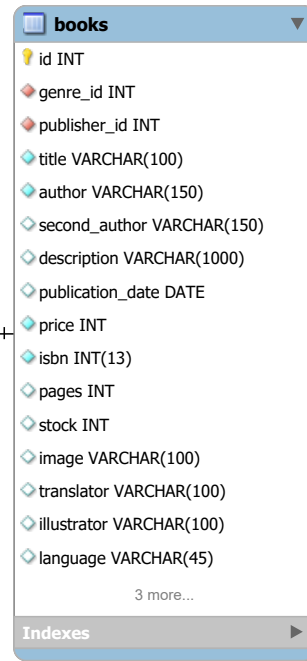 books
id INT
genre_id INT
publisher_id INT
title VARCHAR(100)
author VARCHAR(150)
second_author VARCHAR(150)
description VARCHAR(1000)
publication_date DATE
price INT
isbn INT(13)
pages INT
stock INT
image VARCHAR(100)
translator VARCHAR(100)
illustrator VARCHAR(100)
language VARCHAR(45)
3 more...
Indexes